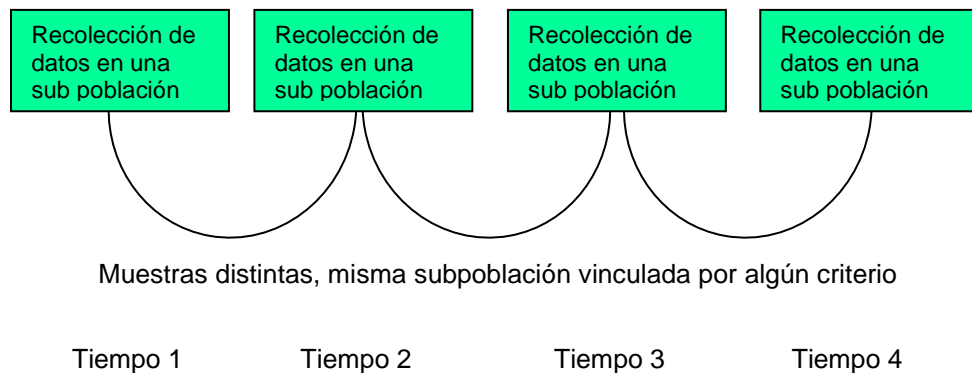 Recolección de
datos en una
sub población
Recolección de
datos en una
sub población
Recolección de
datos en una
sub población
Recolección de
datos en una
sub población
Muestras distintas, misma subpoblación vinculada por algún criterio
Tiempo 1
Tiempo 2
Tiempo 3
Tiempo 4